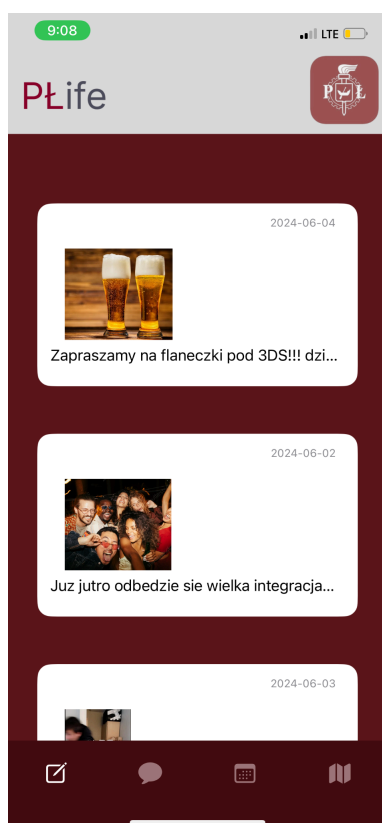 9:08
LTE
PŁife
P Ł
2024-06-04
Zapraszamy na flaneczki pod 3DS!!! dzi...
2024-06-02
Juz jutro odbedzie sie wielka integracja...
2024-06-03